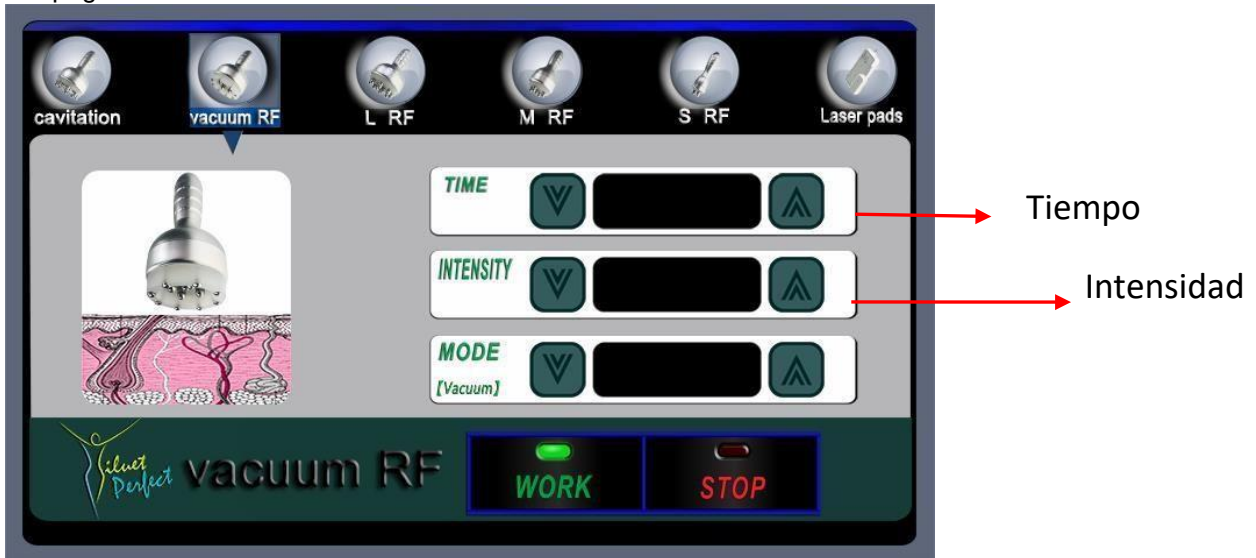 cavitation
vacuum RF
L RF
M RF
S RF
Laser pads
TIME
Tiempo
INTENSITY
Intensidad
MODE
【Vacuum】
Siluet
Perfect
vacuum RF
WORK
STOP